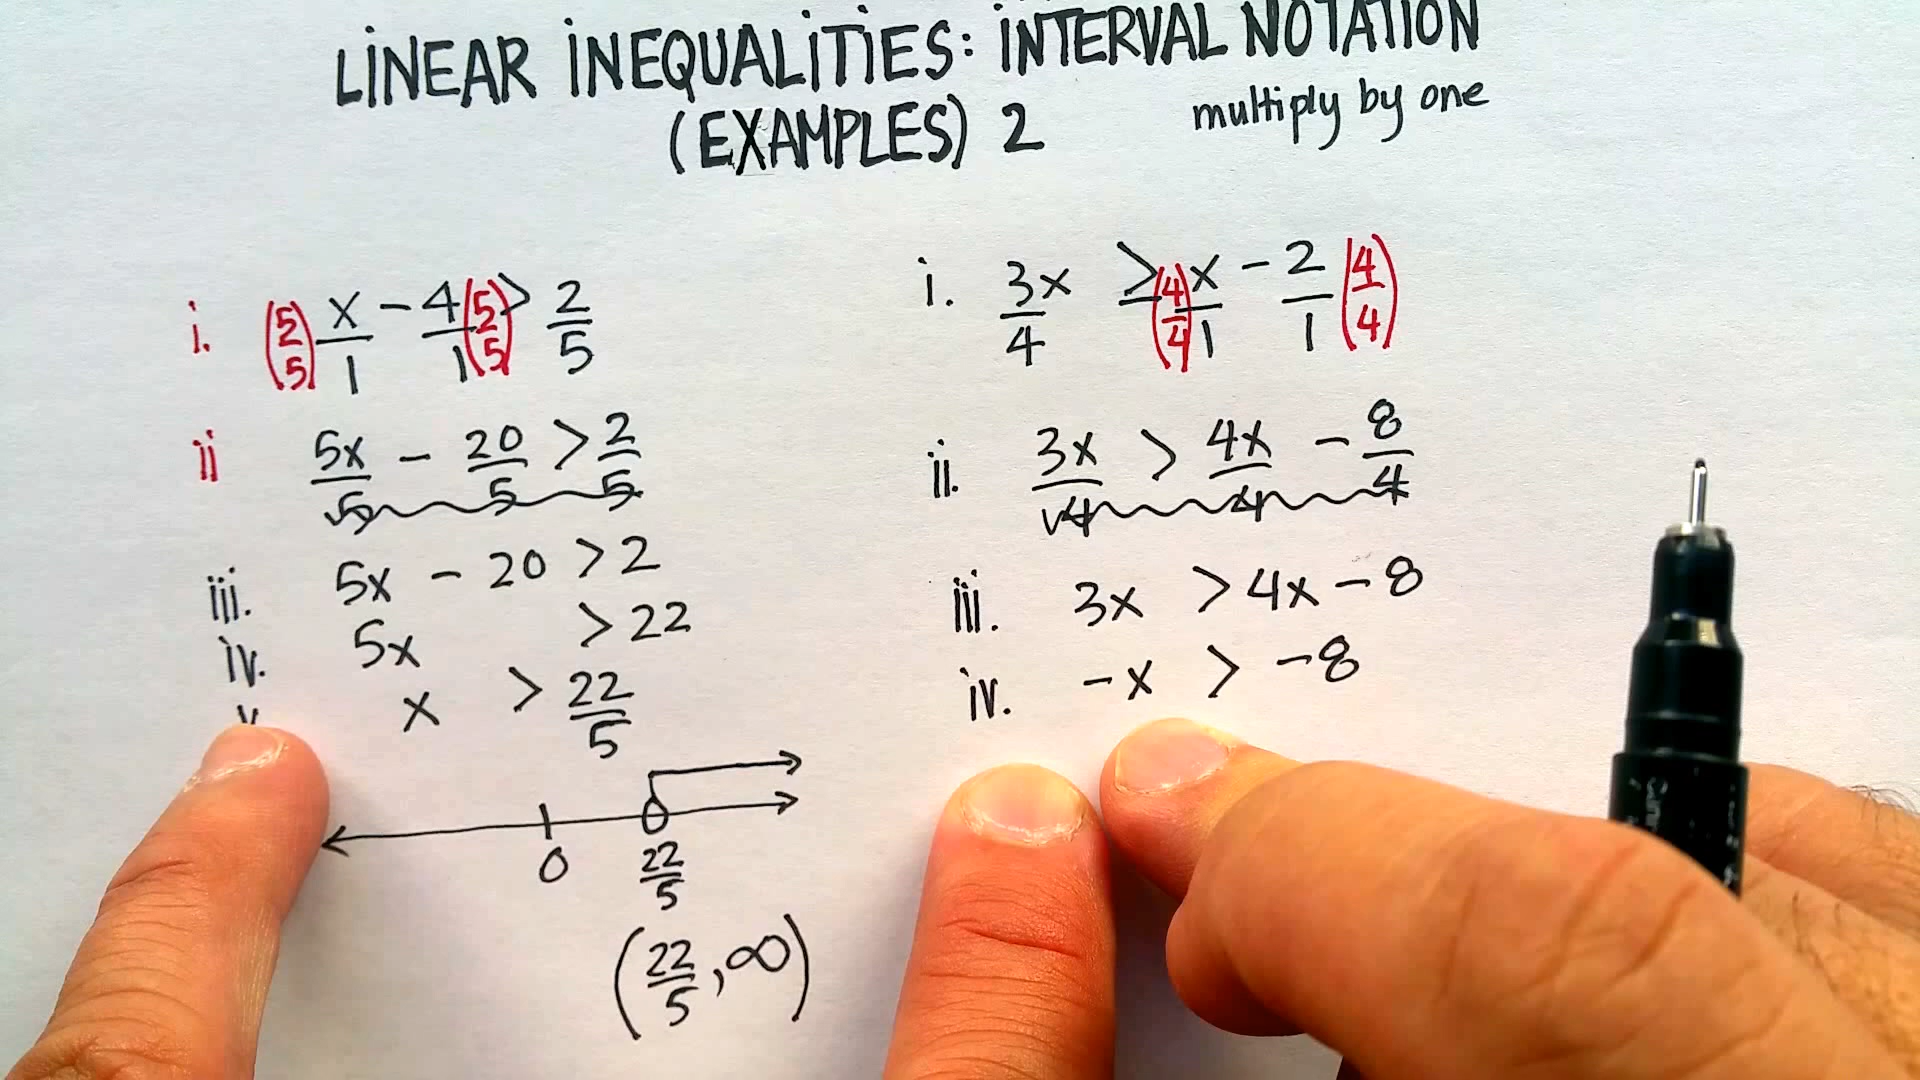 LINEAR INEQUALITIES: INTERVAL NOTATION
(EXAMPLES) 2
multiply by one
i. (5/5) x/1 - 4/1 (5/5) > 2/5
ii 5x/5 - 20/5 > 2/5
iii. 5x - 20 > 2
iv. 5x > 22
v x > 22/5
0 22/5
(22/5, ∞)
i. 3x/4 ≥ (4/4) x/1 - 2/1 (4/4)
ii. 3x/4 > 4x/4 - 8/4
iii. 3x > 4x - 8
iv. -x > -8